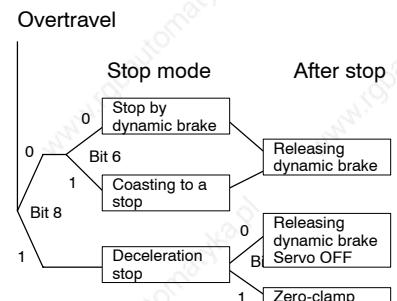 Overtravel
Stop mode
After stop
0
Stop by
dynamic brake
0
Bit 6
Releasing
dynamic brake
1
Coasting to a
stop
Bit 8
0
Releasing
dynamic brake
Servo OFF
1
Deceleration
stop
Bi
1
Zero-clamp